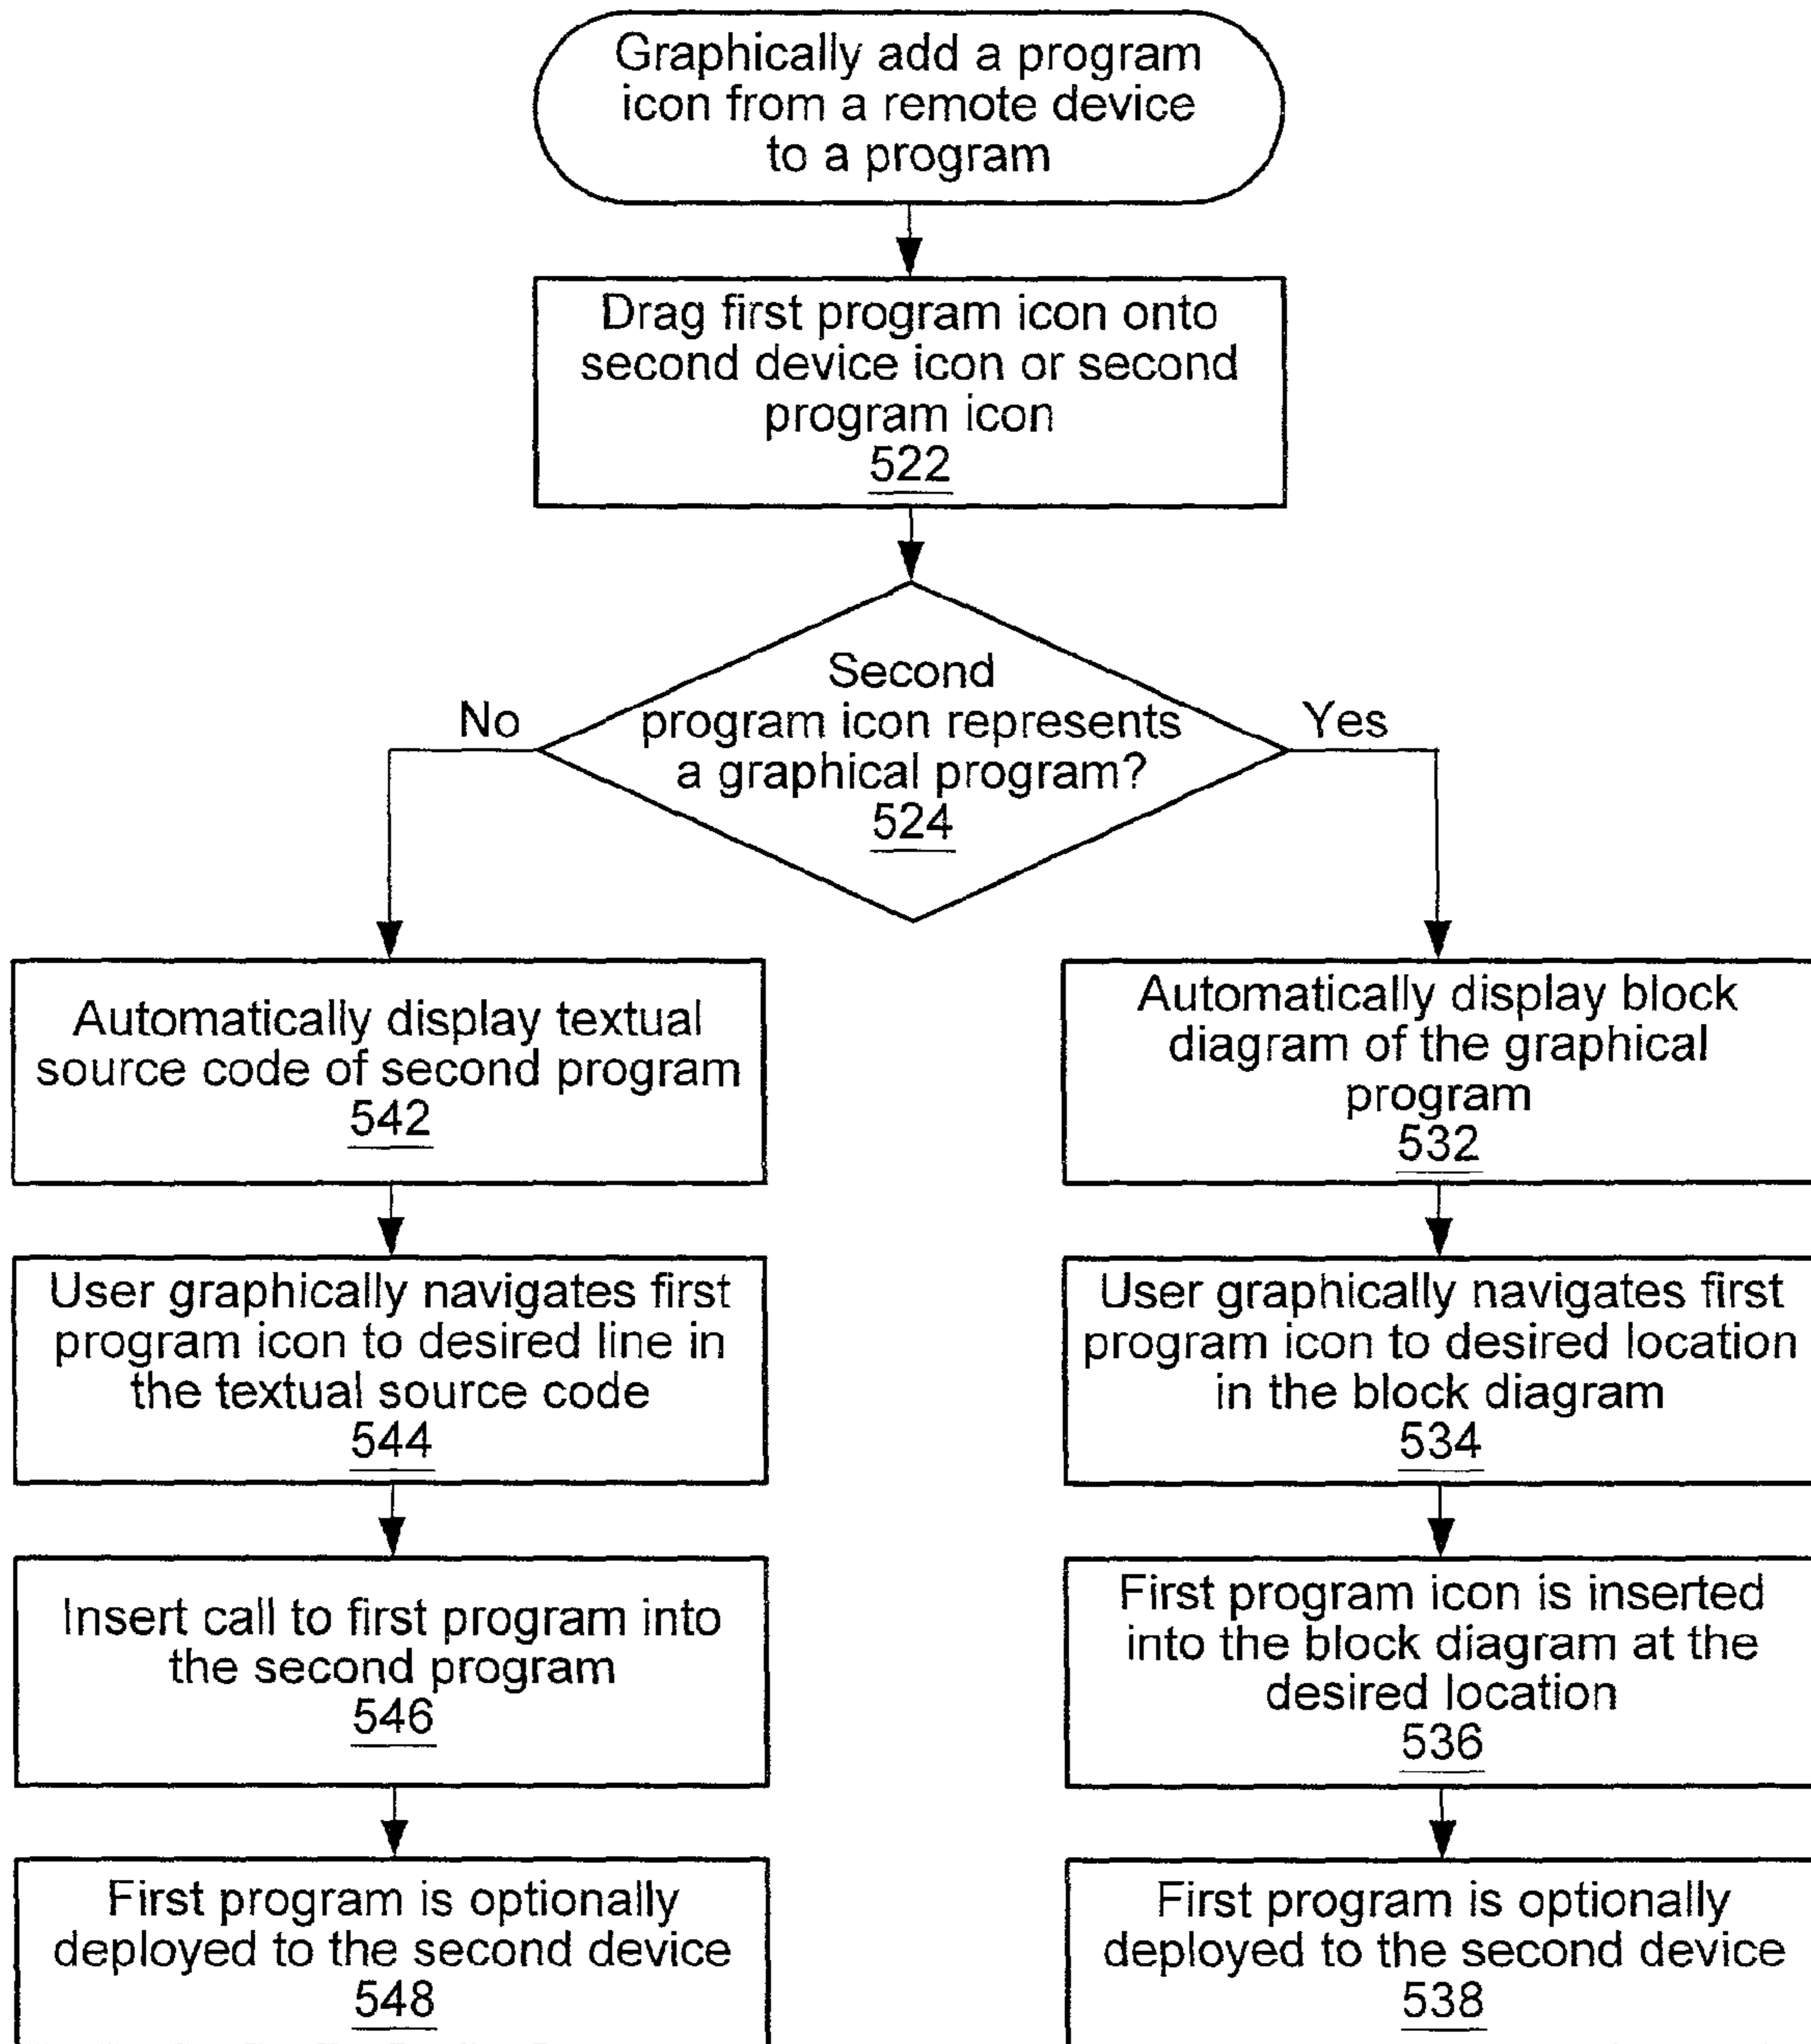 Graphically add a program
icon from a remote device
to a program
Drag first program icon onto
second device icon or second
program icon
522
Second
program icon represents
a graphical program?
524
No
Yes
Automatically display textual
source code of second program
542
Automatically display block
diagram of the graphical
program
532
User graphically navigates first
program icon to desired line in
the textual source code
544
User graphically navigates first
program icon to desired location
in the block diagram
534
Insert call to first program into
the second program
546
First program icon is inserted
into the block diagram at the
desired location
536
First program is optionally
deployed to the second device
548
First program is optionally
deployed to the second device
538